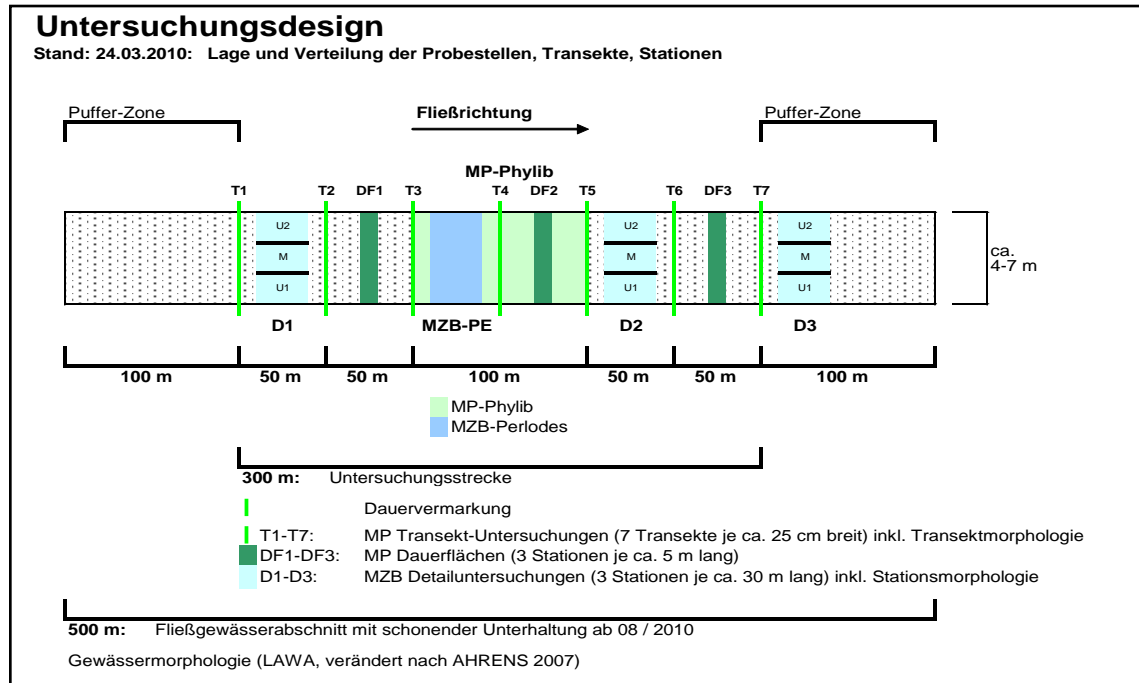 Untersuchungsdesign
Stand: 24.03.2010: Lage und Verteilung der Probestellen, Transekte, Stationen
Puffer-Zone Fließrichtung Puffer-Zone
MP-Phylib
T1 T2 DF1 T3 T4 DF2 T5 T6 DF3 T7
U2 U2 U2
M M M
U1 U1 U1
ca.
4-7 m
D1 MZB-PE D2 D3
100 m 50 m 50 m 100 m 50 m 50 m 100 m
MP-Phylib
MZB-Perlodes
300 m: Untersuchungsstrecke
Dauervermarkung
T1-T7: MP Transekt-Untersuchungen (7 Transekte je ca. 25 cm breit) inkl. Transektmorphologie
DF1-DF3: MP Dauerflächen (3 Stationen je ca. 5 m lang)
D1-D3: MZB Detailuntersuchungen (3 Stationen je ca. 30 m lang) inkl. Stationsmorphologie
500 m: Fließgewässerabschnitt mit schonender Unterhaltung ab 08 / 2010
Gewässermorphologie (LAWA, verändert nach AHRENS 2007)